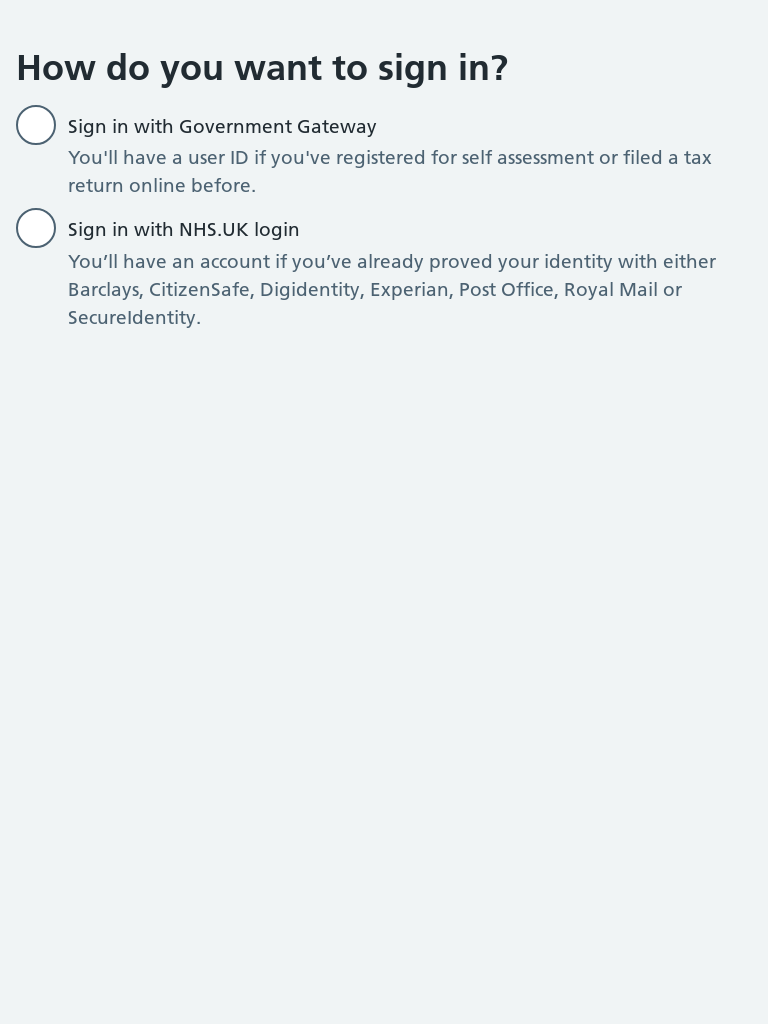 How do you want to sign in?
Sign in with Government Gateway
You'll have a user ID if you've registered for self assessment or filed a tax
return online before.
Sign in with NHS.UK login
You’ll have an account if you’ve already proved your identity with either
Barclays, CitizenSafe, Digidentity, Experian, Post Office, Royal Mail or
SecureIdentity.